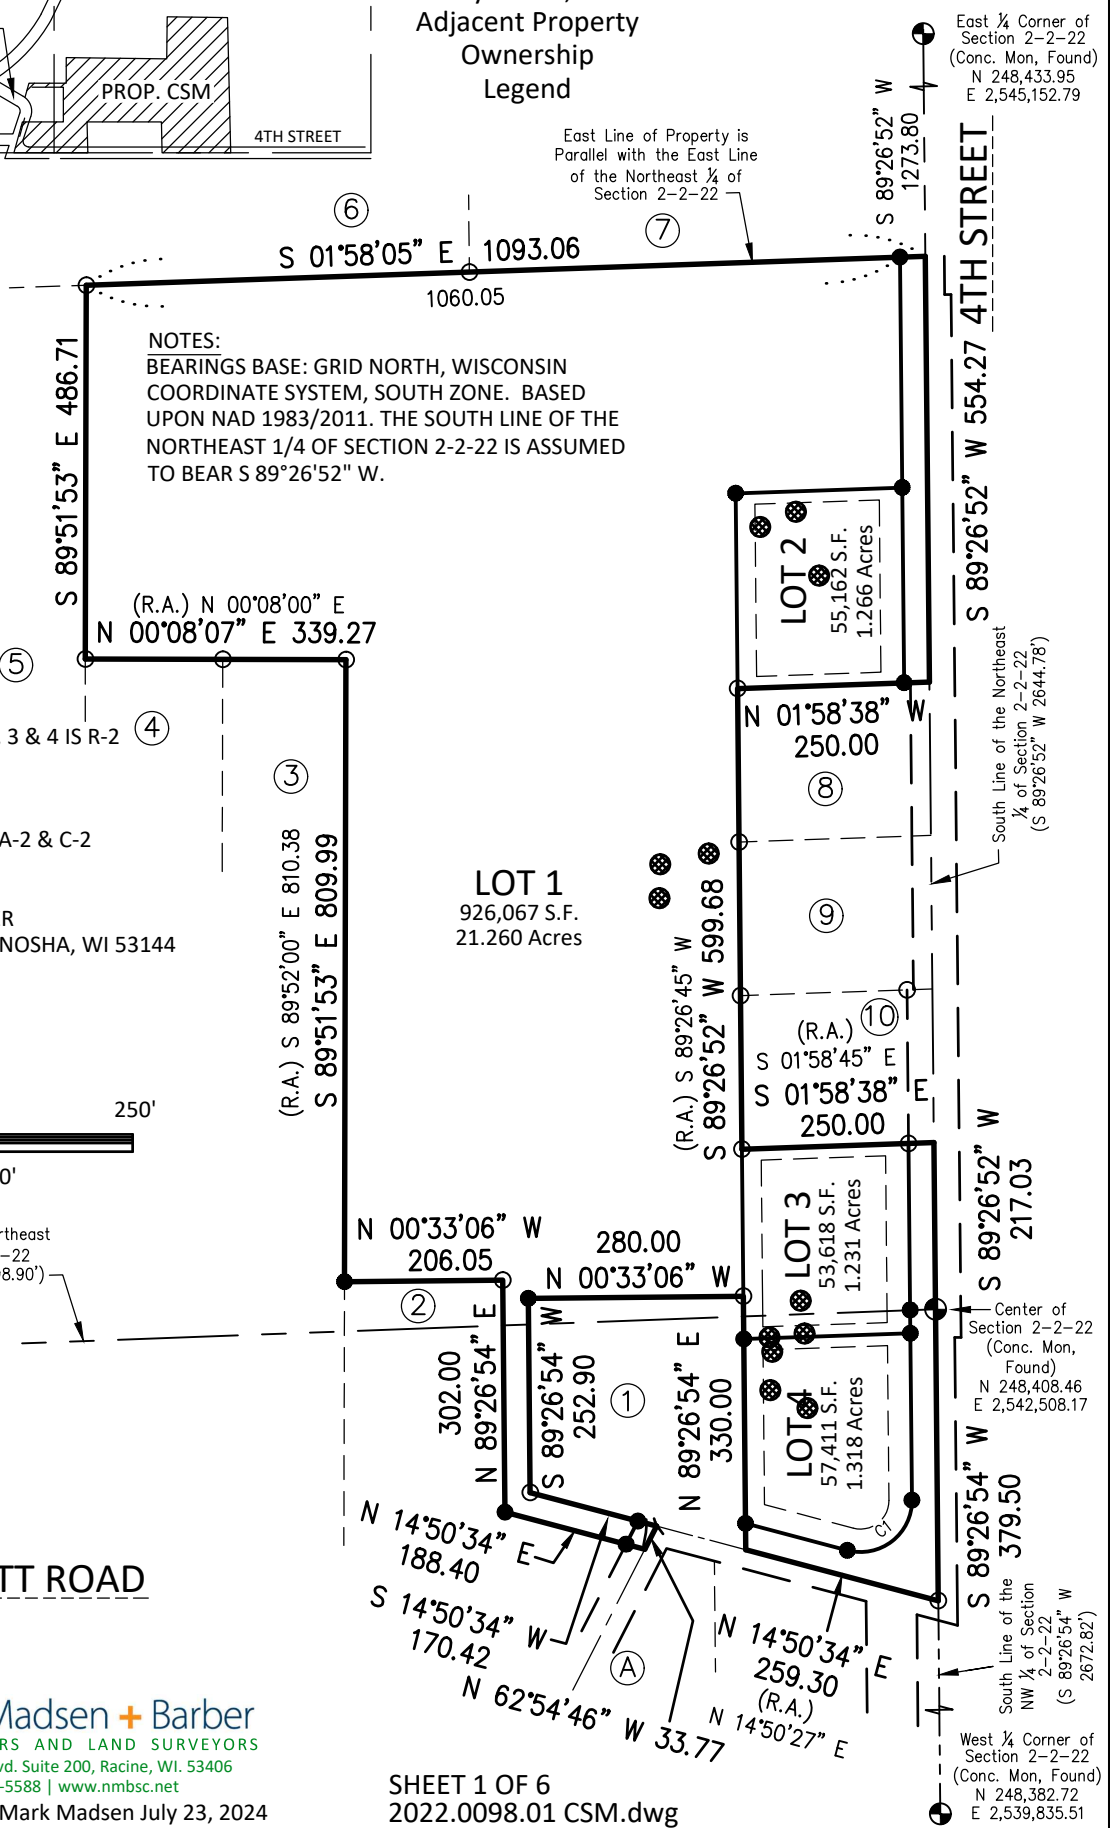 Adjacent Property
Ownership
Legend
PROP. CSM
4TH STREET
East ¼ Corner of
Section 2-2-22
(Conc. Mon, Found)
N 248,433.95
E 2,545,152.79
S 89°26'52" W
1273.80
East Line of Property is
Parallel with the East Line
of the Northeast ¼ of
Section 2-2-22
4TH STREET
6
7
S 01°58'05" E 1093.06
1060.05
NOTES:
BEARINGS BASE: GRID NORTH, WISCONSIN
COORDINATE SYSTEM, SOUTH ZONE. BASED
UPON NAD 1983/2011. THE SOUTH LINE OF THE
NORTHEAST 1/4 OF SECTION 2-2-22 IS ASSUMED
TO BEAR S 89°26'52" W.
S 89°51'53" E 486.71
S 89°26'52" W 554.27
LOT 2
55,162 S.F.
1.266 Acres
(R.A.) N 00°08'00" E
N 00°08'07" E 339.27
5
4
3 & 4 IS R-2
3
A-2 & C-2
R
NOSHA, WI 53144
N 01°58'38" W
250.00
South Line of the Northeast
¼ of Section 2-2-22
(S 89°26'52" W 2644.78')
8
9
10
(R.A.) S 89°52'00" E 810.38
S 89°51'53" E 809.99
LOT 1
926,067 S.F.
21.260 Acres
(R.A.) S 89°26'45" W
S 89°26'52" W 599.68
(R.A.)
S 01°58'45" E
S 01°58'38" E
250.00
250'
0'
rtheast
-22
8.90')
S 89°26'52" W
217.03
LOT 3
53,618 S.F.
1.231 Acres
N 00°33'06" W
206.05
280.00
N 00°33'06" W
2
Center of
Section 2-2-22
(Conc. Mon,
Found)
N 248,408.46
E 2,542,508.17
302.00
N 89°26'54" E
S 89°26'54" W
252.90
1
N 89°26'54" E
330.00
LOT 4
57,411 S.F.
1.318 Acres
C1
S 89°26'54" W
379.50
N 14°50'34" E
188.40
S 14°50'34" W
170.42
N 62°54'46" W 33.77
A
N 14°50'34" E
259.30
(R.A.)
N 14°50'27" E
South Line of the
NW ¼ of Section
2-2-22
(S 89°26'54" W
2672.82')
TT ROAD
Madsen + Barber
RS AND LAND SURVEYORS
vd. Suite 200, Racine, WI. 53406
-5588 | www.nmbsc.net
Mark Madsen July 23, 2024
SHEET 1 OF 6
2022.0098.01 CSM.dwg
West ¼ Corner of
Section 2-2-22
(Conc. Mon, Found)
N 248,382.72
E 2,539,835.51